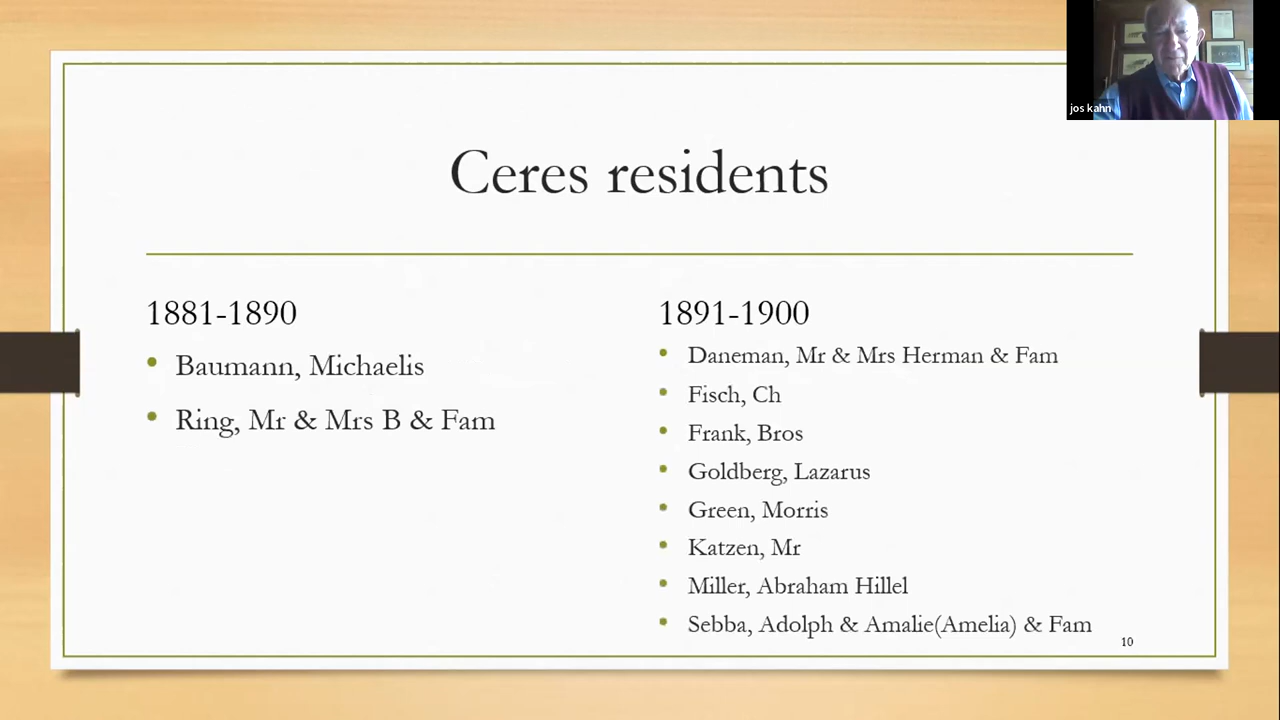 jos kahn
Ceres residents
1881-1890
Baumann, Michaelis
Ring, Mr & Mrs B & Fam
1891-1900
Daneman, Mr & Mrs Herman & Fam
Fisch, Ch
Frank, Bros
Goldberg, Lazarus
Green, Morris
Katzen, Mr
Miller, Abraham Hillel
Sebba, Adolph & Amalie(Amelia) & Fam
10